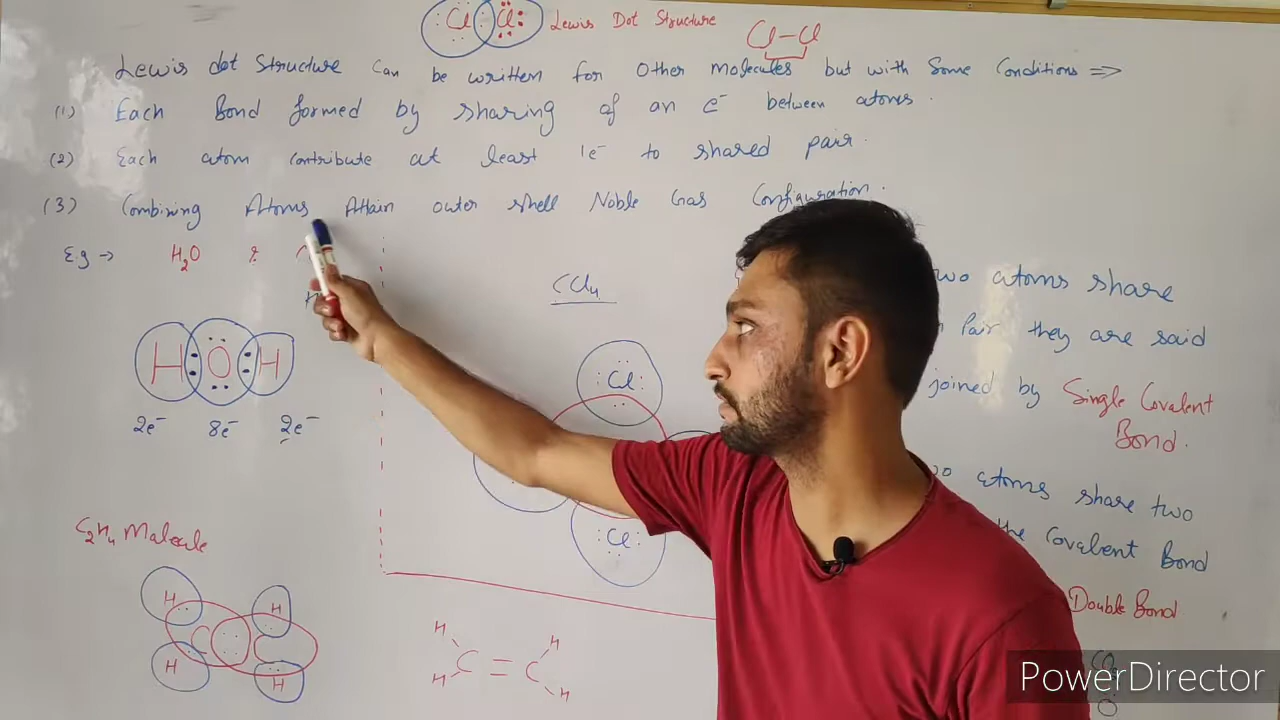 Cl Cl Lewis Dot Structure Cl-Cl
Lewis dot Structure Can be written for Other molecules but with Some Conditions =>
(1) Each Bond formed by sharing of an e⁻ between atoms.
(2) Each atom Contribute at least 1e⁻ to shared pair.
(3) Combining Atoms Attain outer shell Noble Gas Configuration.
Eg → H₂O
CCl₄
two atoms share
Pair they are said
joined by Single Covalent
Bond.
H O H
2e⁻ 8e⁻ 2e⁻
Cl
Cl
atoms share two
the Covalent Bond
Double Bond
C₂H₄ Molecule
H H
C C
H H
H H
C = C
H H
O
PowerDirector